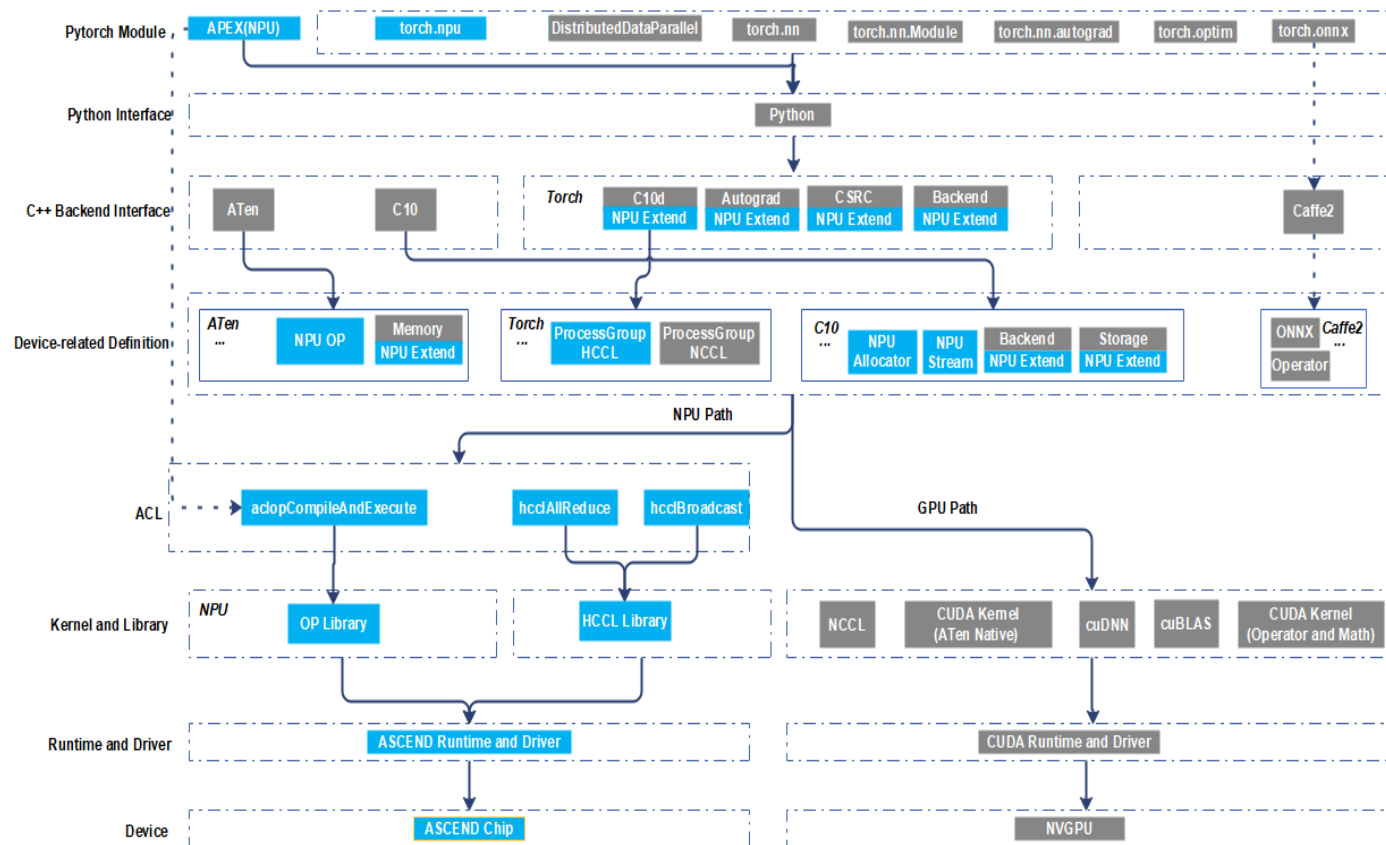 Pytorch Module
APEX(NPU)
torch.npu
DistributedDataParallel
torch.nn
torch.nn.Module
torch.nn.autograd
torch.optim
torch.onnx
Python Interface
Python
C++ Backend Interface
ATen
C10
Torch
C10d
NPU Extend
Autograd
NPU Extend
CSRC
NPU Extend
Backend
NPU Extend
Caffe2
Device-related Definition
ATen
...
NPU OP
Memory
NPU Extend
Torch
...
ProcessGroup
HCCL
ProcessGroup
NCCL
C10
...
NPU
Allocator
NPU
Stream
Backend
NPU Extend
Storage
NPU Extend
ONNX
Operator
Caffe2
...
NPU Path
GPU Path
ACL
aclopCompileAndExecute
hcclAllReduce
hcclBroadcast
Kernel and Library
NPU
OP Library
HCCL Library
NCCL
CUDA Kernel
(ATen Native)
cuDNN
cuBLAS
CUDA Kernel
(Operator and Math)
Runtime and Driver
ASCEND Runtime and Driver
CUDA Runtime and Driver
Device
ASCEND Chip
NVGPU